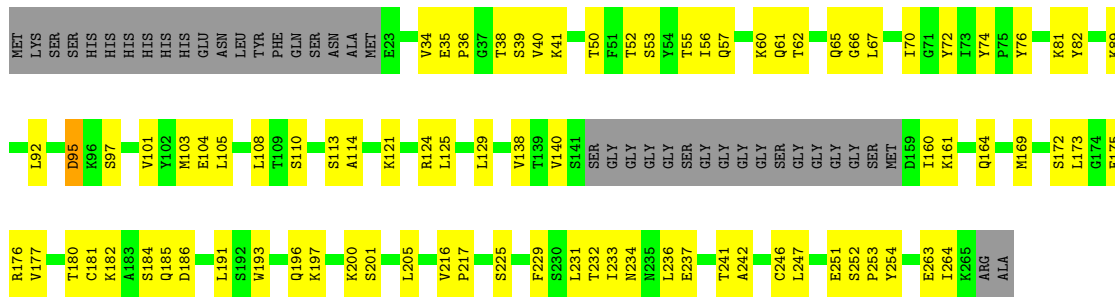 MET LYS SER SER HIS HIS HIS HIS HIS HIS GLU ASN LEU TYR PHE GLN SER ASN ALA MET E23 V34 E35 P36 G37 T38 S39 V40 K41 T50 F51 T52 S53 Y54 T55 I56 Q57 K60 Q61 T62 Q65 G66 L67 I70 G71 Y72 I73 Y74 P75 Y76 K81 Y82 K89
L92 D95 K96 S97 V101 Y102 M103 E104 L105 L108 T109 S110 S113 A114 K121 R124 L125 L129 V138 T139 V140 S141 SER GLY GLY GLY GLY SER GLY GLY GLY GLY SER GLY GLY GLY GLY SER MET D159 I160 K161 Q164 M169 S172 L173 G174 E175
R176 V177 T180 C181 K182 A183 S184 Q185 D186 L191 S192 W193 Q196 K197 K200 S201 L205 V216 P217 S225 F229 S230 L231 T232 I233 N234 N235 L236 E237 T241 A242 C246 L247 E251 S252 P253 Y254 E263 I264 K265 ARG ALA